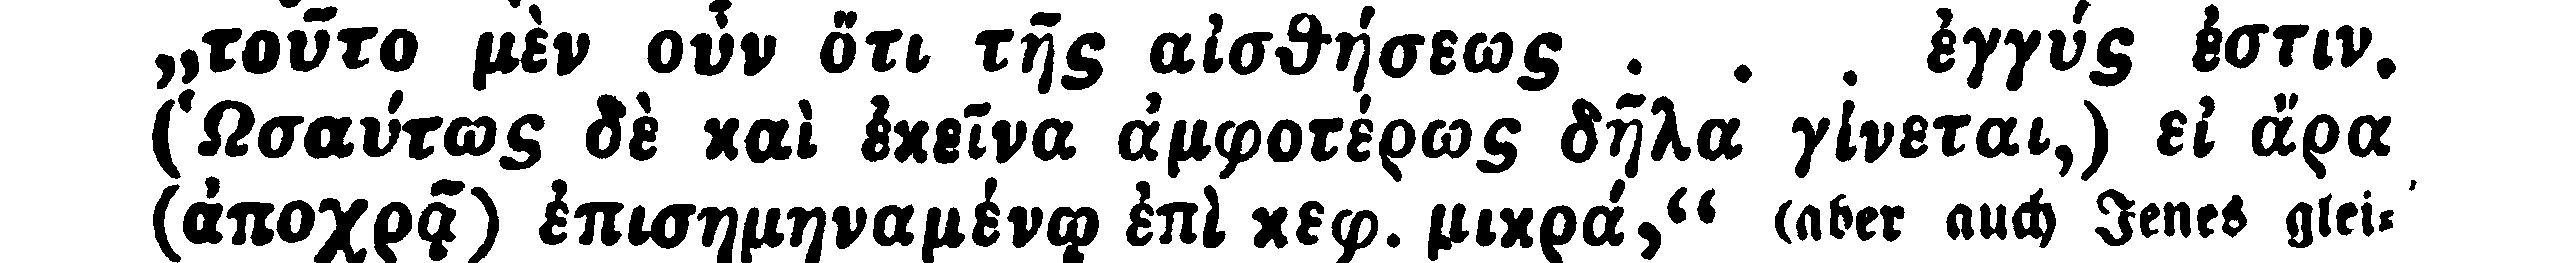 „τοῦτο μὲν οὖν ὅτι τῆς αἰσθήσεως . . . ἐγγύς ἐστιν.
(Ὡσαύτως δὲ καὶ ἐκεῖνα ἀμφοτέρως δῆλα γίνεται,) εἰ ἄρα
(ἀποχρᾷ) ἐπισημηναμένῳ ἐπὶ κεφ. μικρά,“ (aber auch Jenes glei⸗